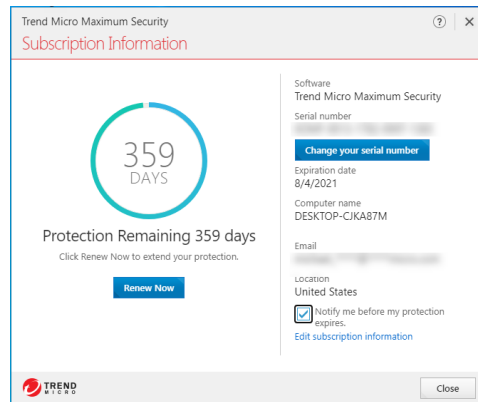 Trend Micro Maximum Security
?
Subscription Information
359
DAYS
Protection Remaining 359 days
Click Renew Now to extend your protection.
Renew Now
Software
Trend Micro Maximum Security
Serial number
Change your serial number
Expiration date
8/4/2021
Computer name
DESKTOP-CJKA87M
Email
Location
United States
Notify me before my protection
expires.
Edit subscription information
TREND
MICRO
Close